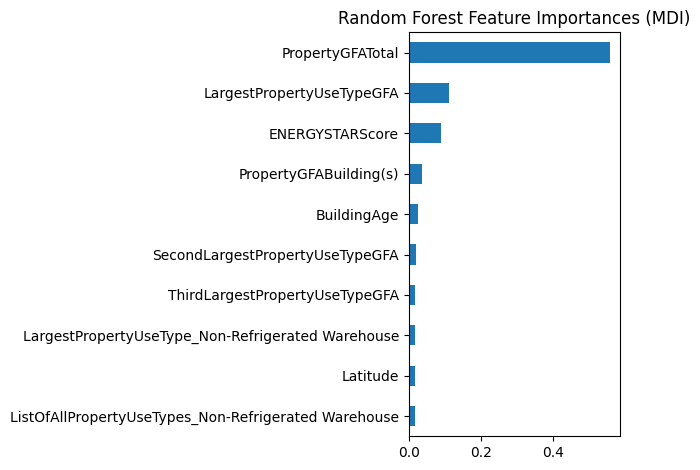 Random Forest Feature Importances (MDI)
PropertyGFATotal
LargestPropertyUseTypeGFA
ENERGYSTARScore
PropertyGFABuilding(s)
BuildingAge
SecondLargestPropertyUseTypeGFA
ThirdLargestPropertyUseTypeGFA
LargestPropertyUseType_Non-Refrigerated Warehouse
Latitude
ListOfAllPropertyUseTypes_Non-Refrigerated Warehouse
0.0 0.2 0.4